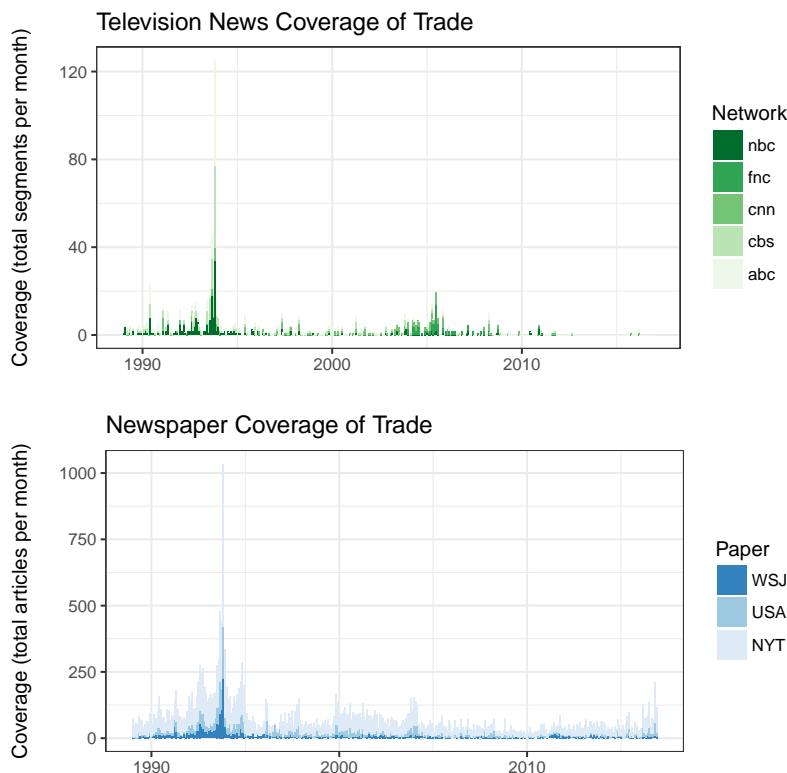 Television News Coverage of Trade
Coverage (total segments per month)
120
80
40
0
1990
2000
2010
Network
nbc
fnc
cnn
cbs
abc
Newspaper Coverage of Trade
Coverage (total articles per month)
1000
750
500
250
0
1990
2000
2010
Paper
WSJ
USA
NYT